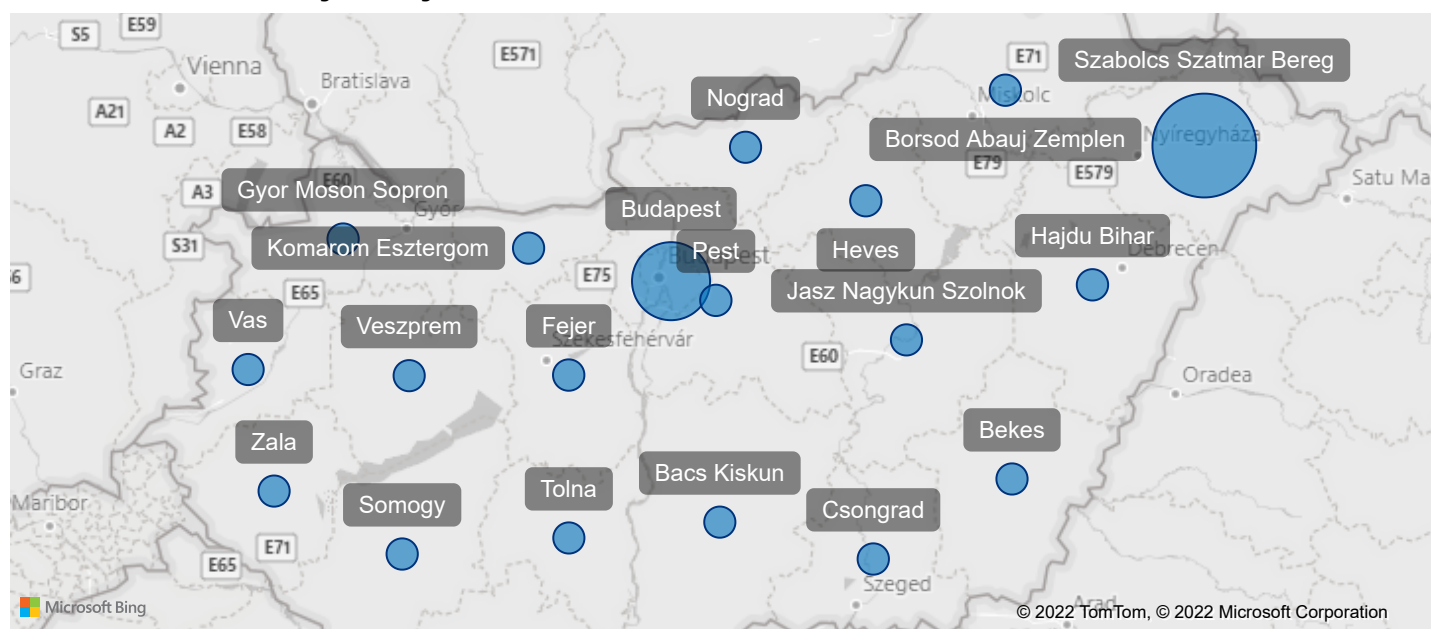 E59
S5
E571
E71
Szabolcs Szatmar Bereg
Vienna
Bratislava
Nograd
Miskolc
A21
A2
E58
Borsod Abauj Zemplen
Nyíregyháza
E79
E579
Satu Ma
A3
E60
Gyor Moson Sopron
Győr
Budapest
S31
Komarom Esztergom
Pest
Budapest
Heves
Hajdu Bihar
Debrecen
66
E65
E75
Jasz Nagykun Szolnok
Vas
Veszprem
Fejer
Székesfehérvár
E60
Graz
Oradea
Zala
Bekes
Maribor
Somogy
Tolna
Bacs Kiskun
Csongrad
E71
E65
Szeged
Microsoft Bing
Arad
© 2022 TomTom, © 2022 Microsoft Corporation